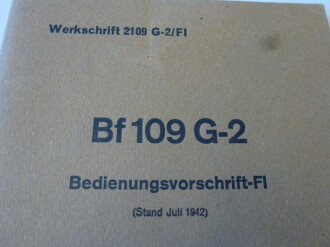 Werkschrift 2109 G-2/Fl
Bf 109 G-2
Bedienungsvorschrift-Fl
(Stand Juli 1942)